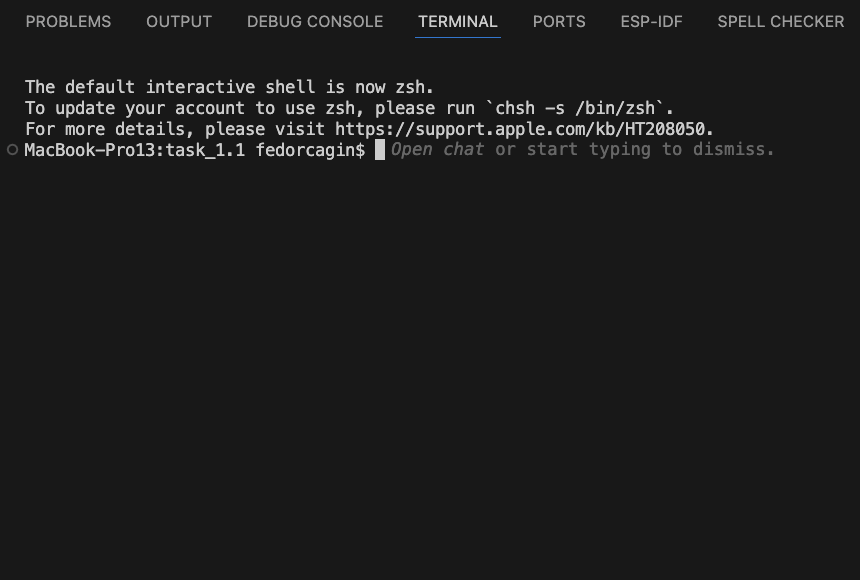 PROBLEMS OUTPUT DEBUG CONSOLE TERMINAL PORTS ESP-IDF SPELL CHECKER
The default interactive shell is now zsh.
To update your account to use zsh, please run `chsh -s /bin/zsh`.
For more details, please visit https://support.apple.com/kb/HT208050.
MacBook-Pro13:task_1.1 fedorcagin$ Open chat or start typing to dismiss.